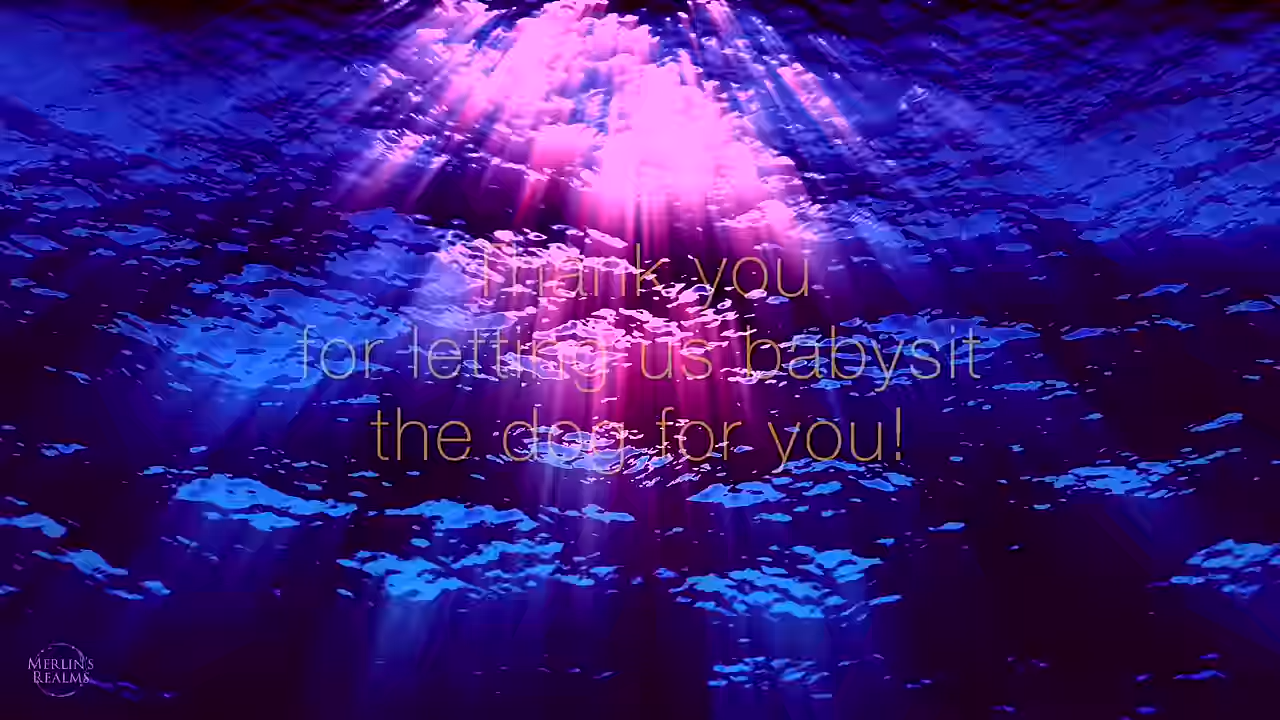 Thank you
for letting us babysit
the dog for you!
MERLIN'S
REALMS